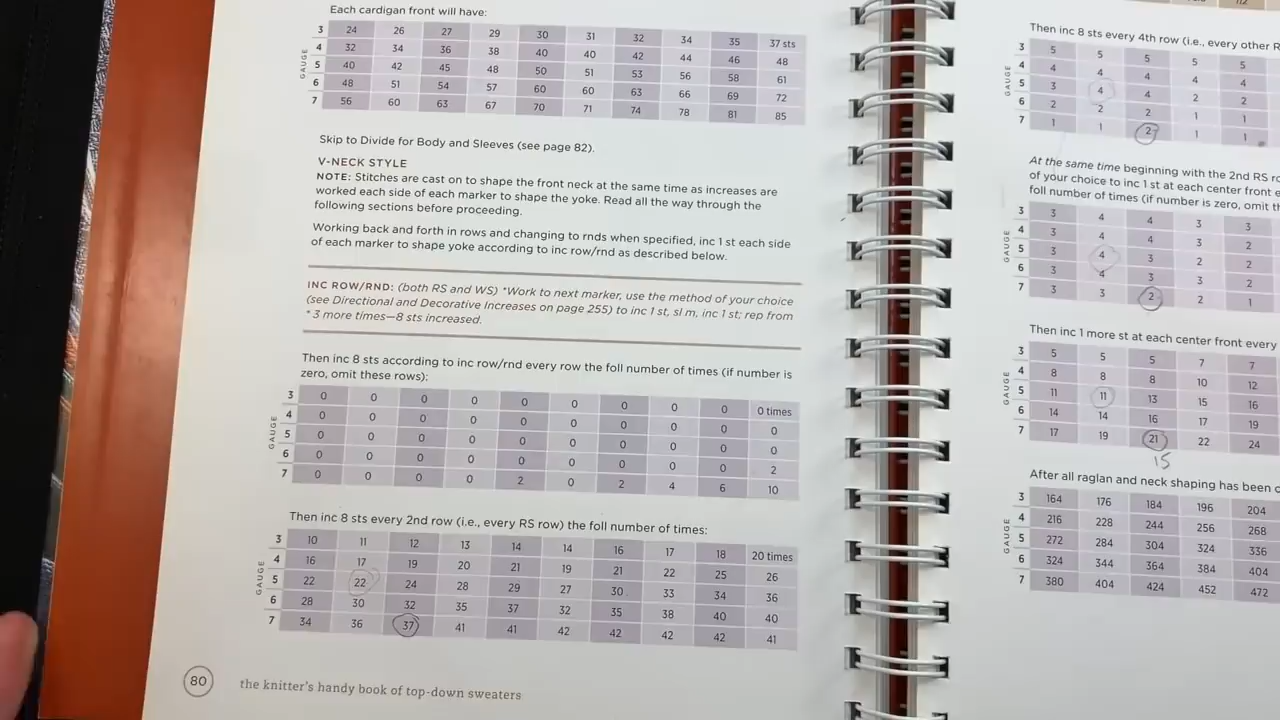 Each cardigan front will have:
3 24 26 27 29 30 31 32 34 35 37 sts
4 32 34 36 38 40 40 42 44 46 48
GAUGE 5 40 42 45 48 50 51 53 56 58 61
6 48 51 54 57 60 60 63 66 69 72
7 56 60 63 67 70 71 74 78 81 85
Skip to Divide for Body and Sleeves (see page 82).
V-NECK STYLE
NOTE: Stitches are cast on to shape the front neck at the same time as increases are
worked each side of each marker to shape the yoke. Read all the way through the
following sections before proceeding.
Working back and forth in rows and changing to rnds when specified, inc 1 st each side
of each marker to shape yoke according to inc row/rnd as described below.
INC ROW/RND: (both RS and WS) *Work to next marker, use the method of your choice
(see Directional and Decorative Increases on page 255) to inc 1 st, sl m, inc 1 st; rep from
* 3 more times—8 sts increased.
Then inc 8 sts according to inc row/rnd every row the foll number of times (if number is
zero, omit these rows):
3 0 0 0 0 0 0 0 0 0 0 times
4 0 0 0 0 0 0 0 0 0 0
GAUGE 5 0 0 0 0 0 0 0 0 0 0
6 0 0 0 0 0 0 0 0 0 2
7 0 0 0 0 2 0 2 4 6 10
Then inc 8 sts every 2nd row (i.e., every RS row) the foll number of times:
3 10 11 12 13 14 14 16 17 18 20 times
4 16 17 19 20 21 19 21 22 25 26
GAUGE 5 22 22 24 28 29 27 30 33 34 36
6 28 30 32 35 37 32 35 38 40 40
7 34 36 37 41 41 42 42 42 42 41
80 the knitter's handy book of top-down sweaters
Then inc 8 sts every 4th row (i.e., every other R
3 5 5 5 5 5
4 4 4 4 4 4
GAUGE 5 3 4 4 2 2
6 2 2 2 1 1
7 1 1 2 1 1
At the same time beginning with the 2nd RS ro
of your choice to inc 1 st at each center front
foll number of times (if number is zero, omit th
3 3 4 4 3 3
4 3 4 4 3 3
GAUGE 5 3 4 3 2 2
6 3 4 3 2 2
7 3 3 2 2 1
Then inc 1 more st at each center front every
3 5 5 5 7 7
4 8 8 8 10 12
GAUGE 5 11 11 13 15 16
6 14 14 16 17 19
7 17 19 21 22 24
15
After all raglan and neck shaping has been c
3 164 176 184 196 204
4 216 228 244 256 268
GAUGE 5 272 284 304 324 336
6 324 344 364 384 404
7 380 404 424 452 472